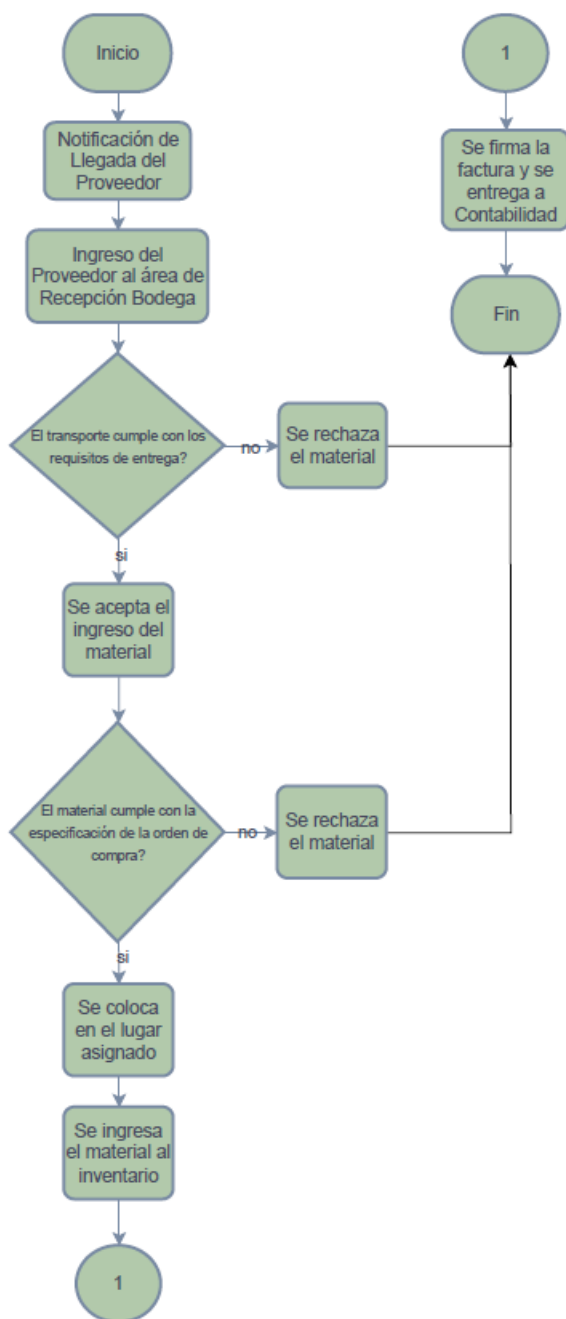 Inicio
Notificación de
Llegada del
Proveedor
Ingreso del
Proveedor al área de
Recepción Bodega
El transporte cumple con los
requisitos de entrega?
no
Se rechaza
el material
si
Se acepta el
ingreso del
material
El material cumple con la
especificación de la orden de
compra?
no
Se rechaza
el material
si
Se coloca
en el lugar
asignado
Se ingresa
el material al
inventario
1
1
Se firma la
factura y se
entrega a
Contabilidad
Fin